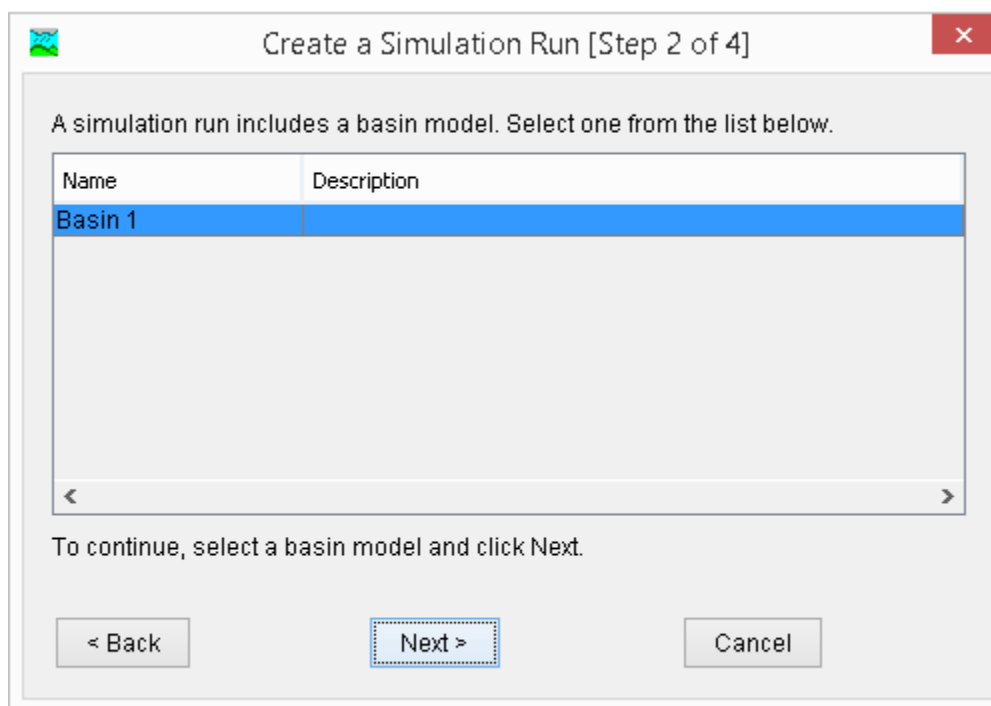 Create a Simulation Run [Step 2 of 4]
A simulation run includes a basin model. Select one from the list below.
Name Description
Basin 1
To continue, select a basin model and click Next.
< Back Next > Cancel